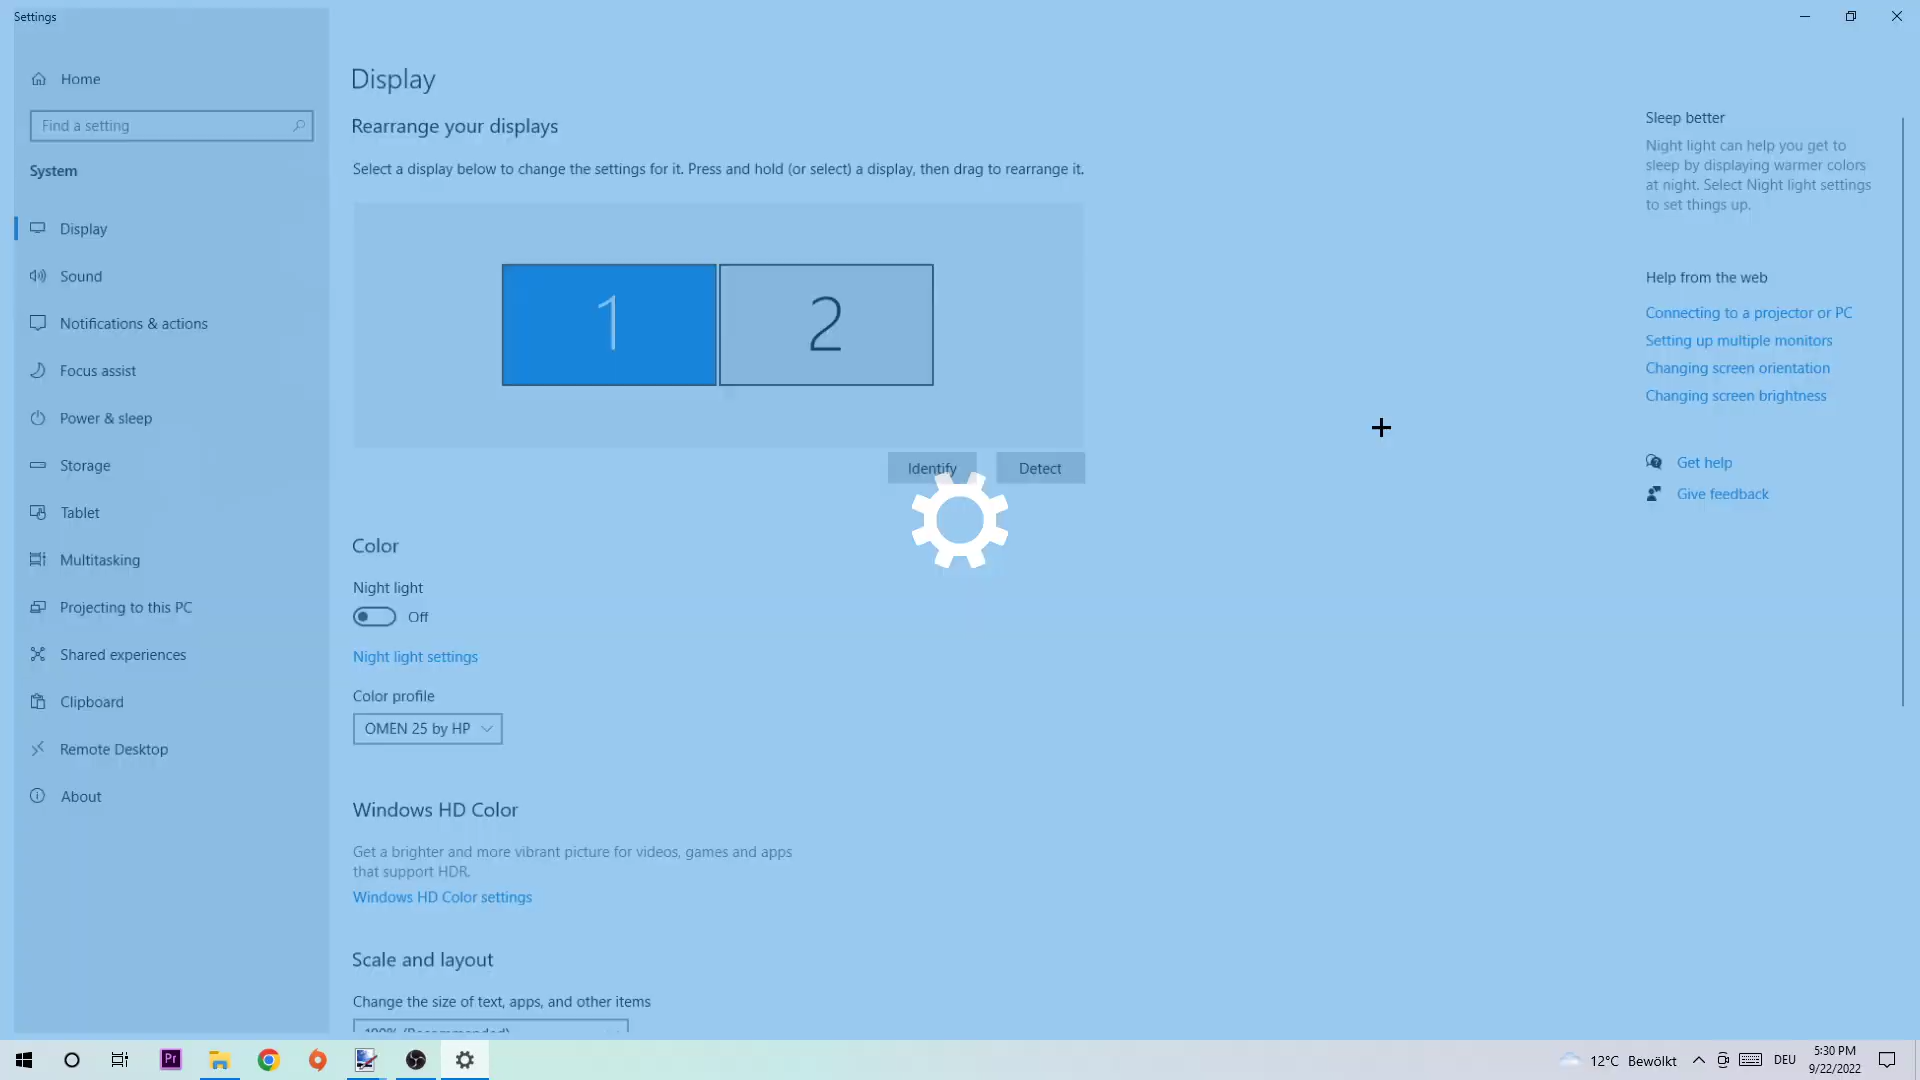 Settings
Home
Find a setting
System
Display
Sound
Notifications & actions
Focus assist
Power & sleep
Storage
Tablet
Multitasking
Projecting to this PC
Shared experiences
Clipboard
Remote Desktop
About
Display
Rearrange your displays
Select a display below to change the settings for it. Press and hold (or select) a display, then drag to rearrange it.
1
2
Identify
Detect
Color
Night light
Off
Night light settings
Color profile
OMEN 25 by HP
Windows HD Color
Get a brighter and more vibrant picture for videos, games and apps
that support HDR.
Windows HD Color settings
Scale and layout
Change the size of text, apps, and other items
100% (Recommended)
Sleep better
Night light can help you get to
sleep by displaying warmer colors
at night. Select Night light settings
to set things up.
Help from the web
Connecting to a projector or PC
Setting up multiple monitors
Changing screen orientation
Changing screen brightness
Get help
Give feedback
Pr
12°C Bewölkt
DEU
5:30 PM
9/22/2022